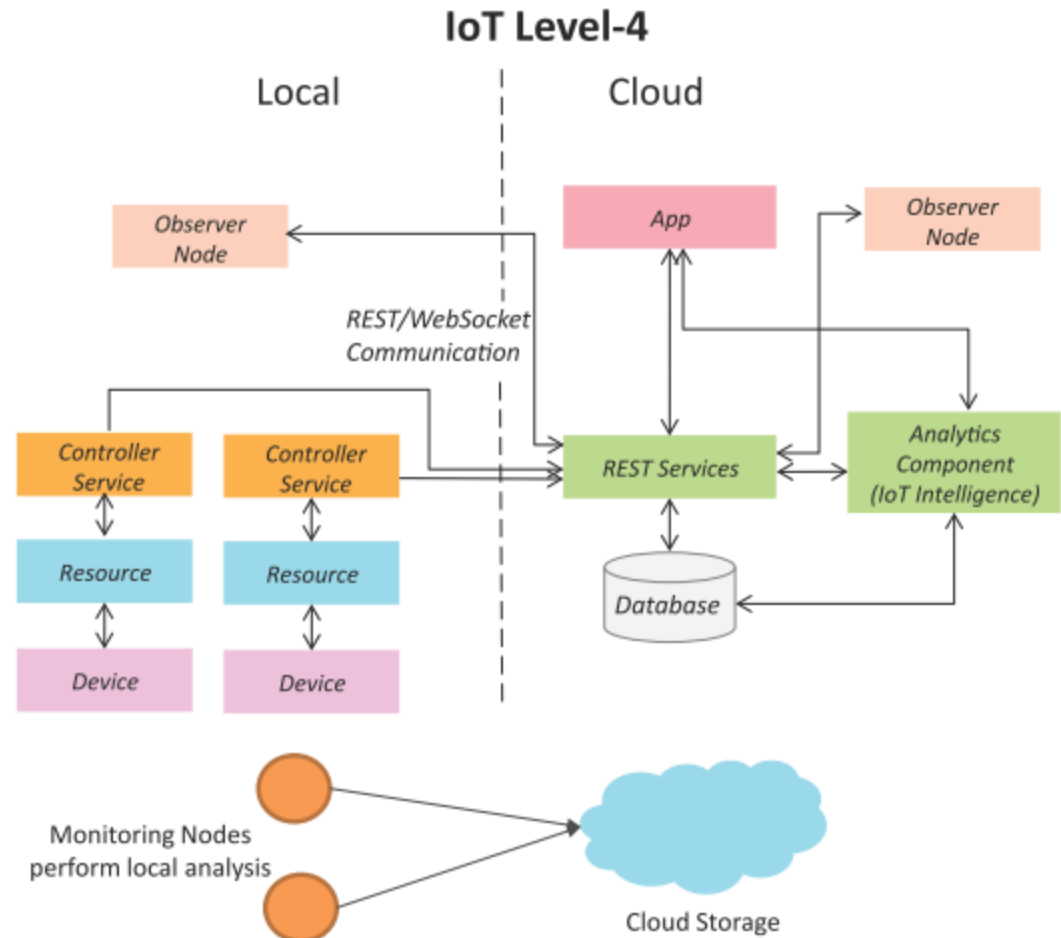 IoT Level-4
Local
Cloud
Observer
Node
App
Observer
Node
REST/WebSocket
Communication
Controller
Service
Controller
Service
REST Services
Analytics
Component
(IoT Intelligence)
Resource
Resource
Database
Device
Device
Monitoring Nodes
perform local analysis
Cloud Storage